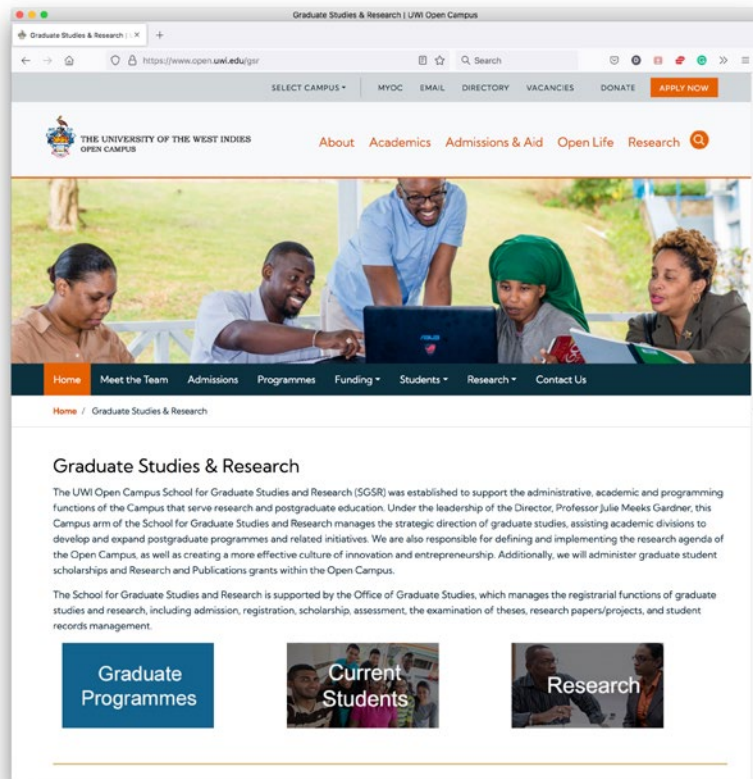 Graduate Studies & Research | UWI Open Campus
Graduate Studies & Research |
https://www.open.uwi.edu/gsr
Search
SELECT CAMPUS MYOC EMAIL DIRECTORY VACANCIES DONATE APPLY NOW
THE UNIVERSITY OF THE WEST INDIES
OPEN CAMPUS
About Academics Admissions & Aid Open Life Research
ASUS
Home Meet the Team Admissions Programmes Funding Students Research Contact Us
Home / Graduate Studies & Research
Graduate Studies & Research
The UWI Open Campus School for Graduate Studies and Research (SGSR) was established to support the administrative, academic and programming
functions of the Campus that serve research and postgraduate education. Under the leadership of the Director, Professor Julie Meeks Gardner, this
Campus arm of the School for Graduate Studies and Research manages the strategic direction of graduate studies, assisting academic divisions to
develop and expand postgraduate programmes and related initiatives. We are also responsible for defining and implementing the research agenda of
the Open Campus, as well as creating a more effective culture of innovation and entrepreneurship. Additionally, we will administer graduate student
scholarships and Research and Publications grants within the Open Campus.
The School for Graduate Studies and Research is supported by the Office of Graduate Studies, which manages the registrarial functions of graduate
studies and research, including admission, registration, scholarship, assessment, the examination of theses, research papers/projects, and student
records management.
Graduate
Programmes
Current
Students
Research